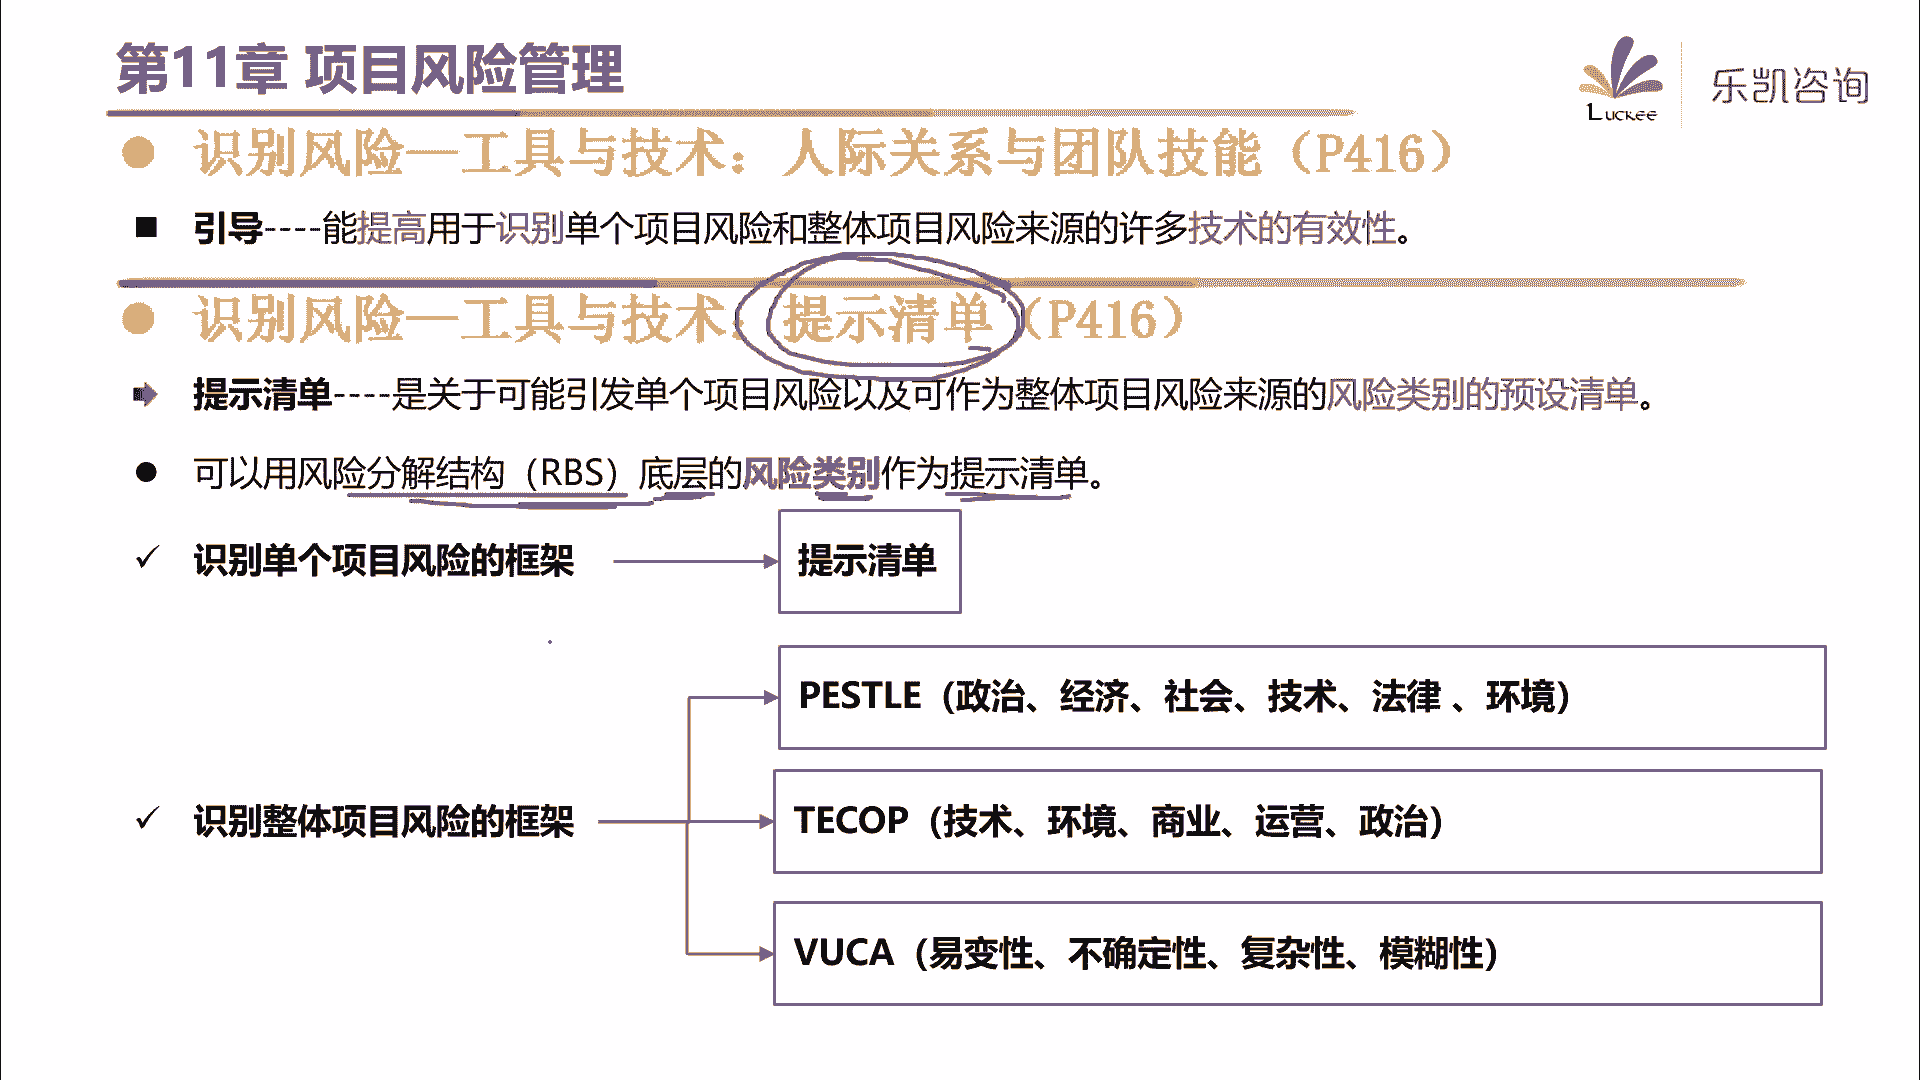 第11章 项目风险管理
Luckee
乐凯咨询
识别风险—工具与技术：人际关系与团队技能（P416）
引导----能提高用于识别单个项目风险和整体项目风险来源的许多技术的有效性。
识别风险—工具与技术：提示清单（P416）
提示清单----是关于可能引发单个项目风险以及可作为整体项目风险来源的风险类别的预设清单。
可以用风险分解结构（RBS）底层的风险类别作为提示清单。
识别单个项目风险的框架
提示清单
PESTLE（政治、经济、社会、技术、法律 、环境）
识别整体项目风险的框架
TECOP（技术、环境、商业、运营、政治）
VUCA（易变性、不确定性、复杂性、模糊性）